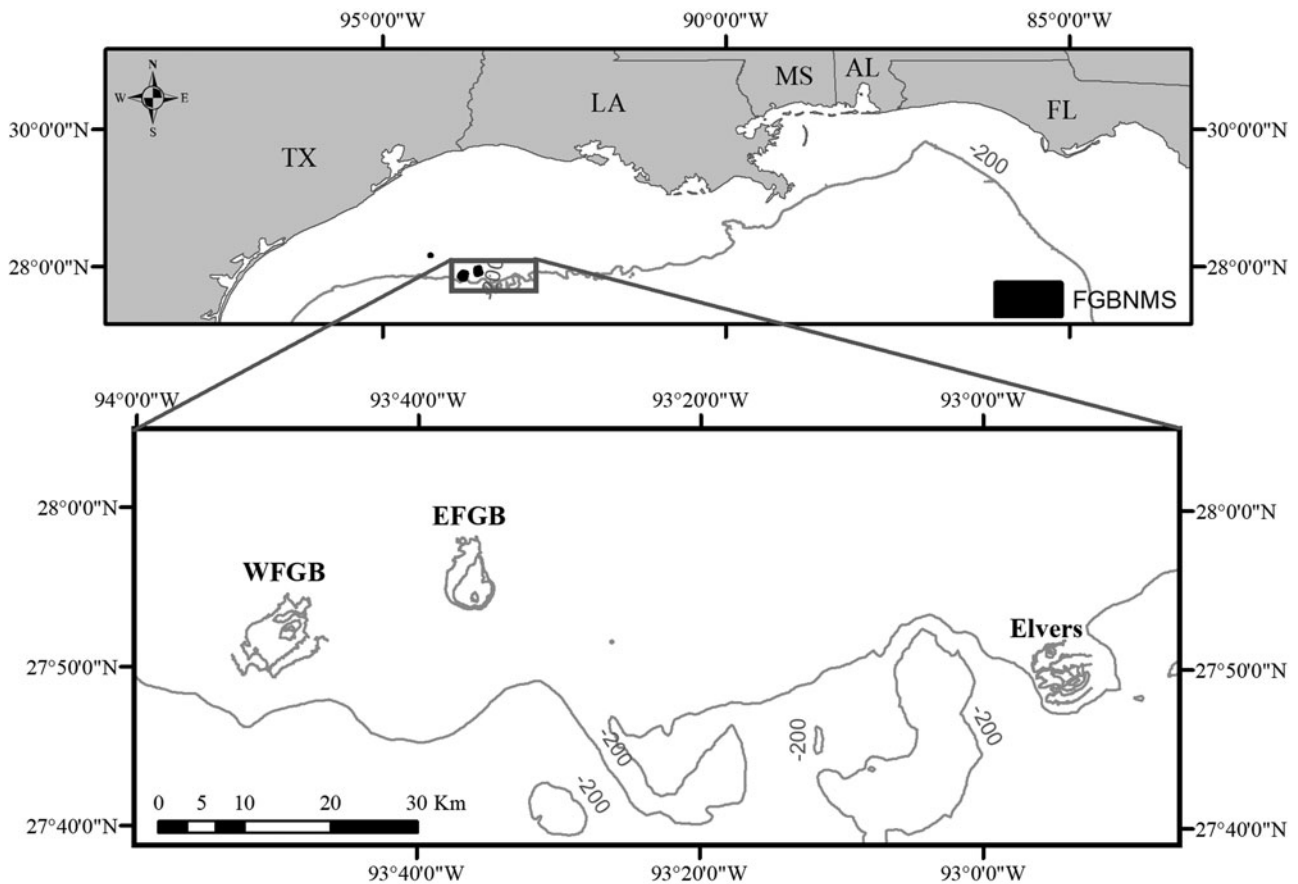 95°0'0"W 90°0'0"W 85°0'0"W
N
W E
S
MS AL
LA
FL
30°0'0"N 30°0'0"N
TX
-200
28°0'0"N 28°0'0"N
FGBNMS
94°0'0"W 93°40'0"W 93°20'0"W 93°0'0"W
28°0'0"N 28°0'0"N
EFGB
WFGB
Elvers
27°50'0"N 27°50'0"N
-200
-200
-200
-200
0 5 10 20 30 Km
27°40'0"N 27°40'0"N
93°40'0"W 93°20'0"W 93°0'0"W